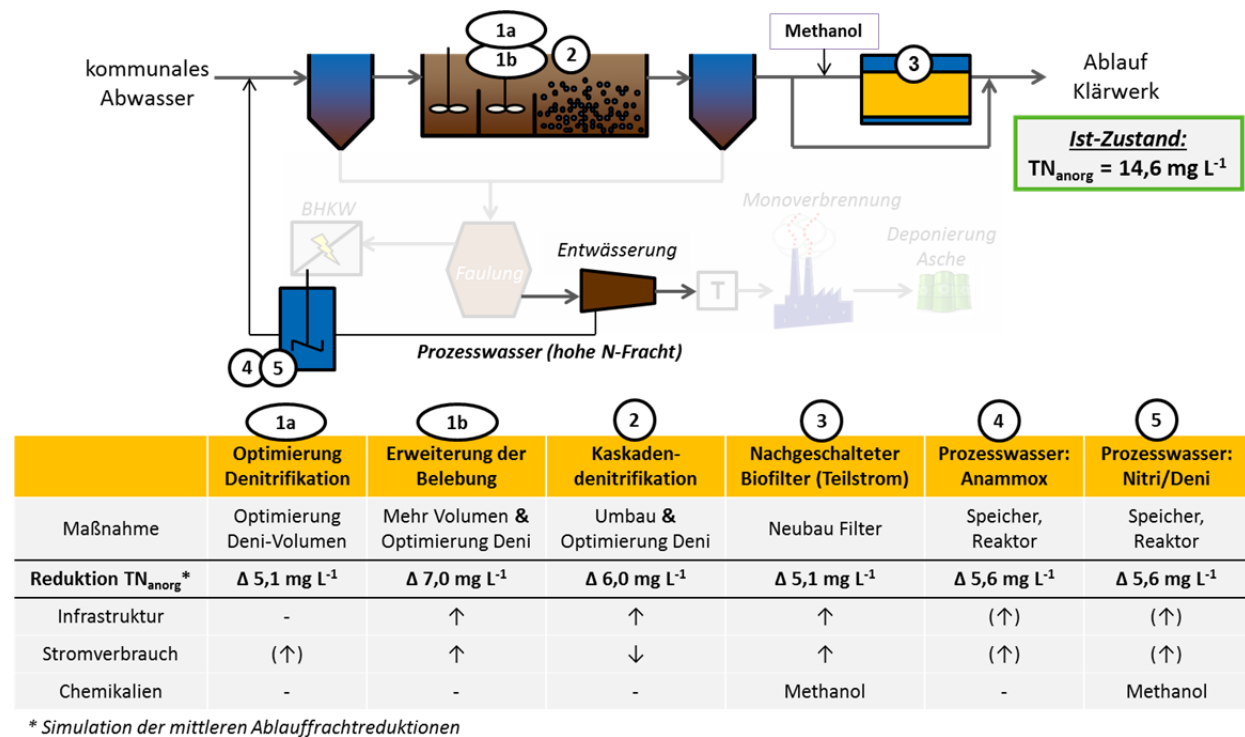 1a
1b
2
Methanol
3
kommunales
Abwasser
Ablauf
Klärwerk
Ist-Zustand:
TNanorg = 14,6 mg L⁻¹
BHKW
Faulung
Entwässerung
T
Monoverbrennung
Deponierung
Asche
Prozesswasser (hohe N-Fracht)
4 5
1a 1b 2 3 4 5
Optimierung Erweiterung der Kaskaden- Nachgeschalteter Prozesswasser: Prozesswasser:
Denitrifikation Belebung denitrifikation Biofilter (Teilstrom) Anammox Nitri/Deni
Maßnahme Optimierung Mehr Volumen & Umbau & Neubau Filter Speicher, Speicher,
Deni-Volumen Optimierung Deni Optimierung Deni Reaktor Reaktor
Reduktion TNanorg* Δ 5,1 mg L⁻¹ Δ 7,0 mg L⁻¹ Δ 6,0 mg L⁻¹ Δ 5,1 mg L⁻¹ Δ 5,6 mg L⁻¹ Δ 5,6 mg L⁻¹
Infrastruktur - ↑ ↑ ↑ (↑) (↑)
Stromverbrauch (↑) ↑ ↓ ↑ (↑) (↑)
Chemikalien - - - Methanol - Methanol
* Simulation der mittleren Ablauffrachtreduktionen